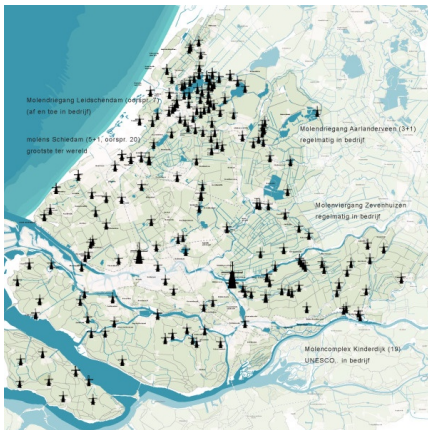 Molendriegang Leidschendam (oorspr. 7)
(af en toe in bedrijf)
molens Schiedam (5+1, oorspr. 20)
grootste ter wereld
Molendriegang Aarlanderveen (3+1)
regelmatig in bedrijf
Molenviergang Zevenhuizen
regelmatig in bedrijf
Molencomplex Kinderdijk (19)
UNESCO, in bedrijf